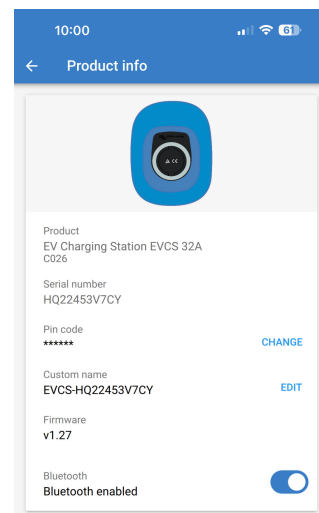 10:00
61
Product info
Product
EV Charging Station EVCS 32A
C026
Serial number
HQ22453V7CY
Pin code
******
CHANGE
Custom name
EVCS-HQ22453V7CY
EDIT
Firmware
v1.27
Bluetooth
Bluetooth enabled